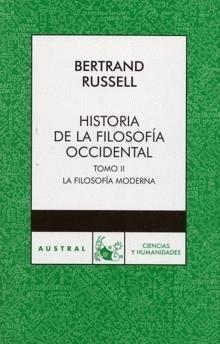 BERTRAND
RUSSELL
HISTORIA
DE LA FILOSOFÍA
OCCIDENTAL
TOMO II
LA FILOSOFÍA MODERNA
AUSTRAL
CIENCIAS
Y HUMANIDADES